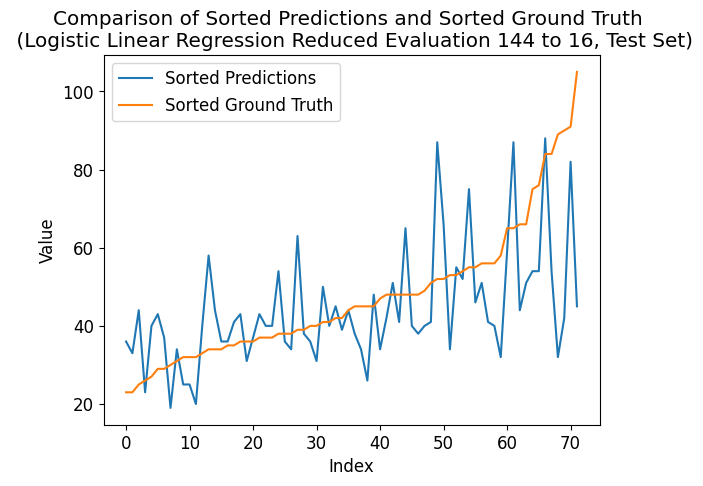 Comparison of Sorted Predictions and Sorted Ground Truth
(Logistic Linear Regression Reduced Evaluation 144 to 16, Test Set)
Sorted Predictions
Sorted Ground Truth
100
80
60
40
20
Value
0 10 20 30 40 50 60 70
Index